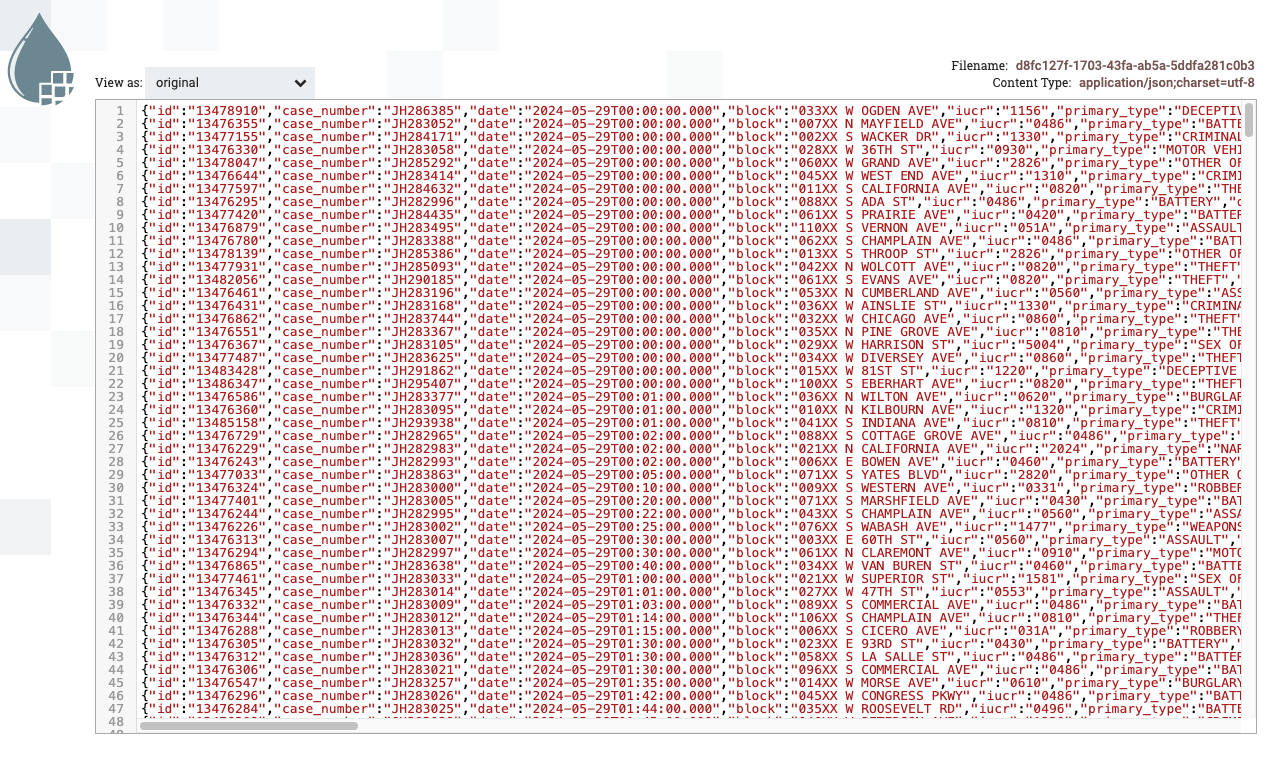 Filename: d8fc127f-1703-43fa-ab5a-5ddfa281c0b3
View as: original
Content Type: application/json;charset=utf-8
1 {"id":"13478910","case_number":"JH286385","date":"2024-05-29T00:00:00.000","block":"033XX W OGDEN AVE","iucr":"1156","primary_type":"DECEPTIV
2 {"id":"13476355","case_number":"JH283052","date":"2024-05-29T00:00:00.000","block":"007XX N MAYFIELD AVE","iucr":"0486","primary_type":"BATTE
3 {"id":"13477155","case_number":"JH284171","date":"2024-05-29T00:00:00.000","block":"002XX S WACKER DR","iucr":"1330","primary_type":"CRIMINAL
4 {"id":"13476330","case_number":"JH283058","date":"2024-05-29T00:00:00.000","block":"028XX W 36TH ST","iucr":"0930","primary_type":"MOTOR VEHI
5 {"id":"13478047","case_number":"JH285292","date":"2024-05-29T00:00:00.000","block":"060XX W GRAND AVE","iucr":"2826","primary_type":"OTHER OF
6 {"id":"13476644","case_number":"JH283414","date":"2024-05-29T00:00:00.000","block":"045XX W WEST END AVE","iucr":"1310","primary_type":"CRIMI
7 {"id":"13477597","case_number":"JH284632","date":"2024-05-29T00:00:00.000","block":"011XX S CALIFORNIA AVE","iucr":"0820","primary_type":"THE
8 {"id":"13476295","case_number":"JH282996","date":"2024-05-29T00:00:00.000","block":"088XX S ADA ST","iucr":"0486","primary_type":"BATTERY","d
9 {"id":"13477420","case_number":"JH284435","date":"2024-05-29T00:00:00.000","block":"061XX S PRAIRIE AVE","iucr":"0420","primary_type":"BATTER
10 {"id":"13476879","case_number":"JH283495","date":"2024-05-29T00:00:00.000","block":"110XX S VERNON AVE","iucr":"051A","primary_type":"ASSAULT
11 {"id":"13476780","case_number":"JH283388","date":"2024-05-29T00:00:00.000","block":"062XX S CHAMPLAIN AVE","iucr":"0486","primary_type":"BATT
12 {"id":"13478139","case_number":"JH285386","date":"2024-05-29T00:00:00.000","block":"013XX S THROOP ST","iucr":"2826","primary_type":"OTHER OF
13 {"id":"13477931","case_number":"JH285093","date":"2024-05-29T00:00:00.000","block":"042XX N WOLCOTT AVE","iucr":"0820","primary_type":"THEFT"
14 {"id":"13482056","case_number":"JH290185","date":"2024-05-29T00:00:00.000","block":"061XX S EVANS AVE","iucr":"0820","primary_type":"THEFT","
15 {"id":"13476461","case_number":"JH283196","date":"2024-05-29T00:00:00.000","block":"053XX N CUMBERLAND AVE","iucr":"0560","primary_type":"ASS
16 {"id":"13476431","case_number":"JH283168","date":"2024-05-29T00:00:00.000","block":"036XX W AINSLIE ST","iucr":"1330","primary_type":"CRIMINA
17 {"id":"13476862","case_number":"JH283744","date":"2024-05-29T00:00:00.000","block":"032XX W CHICAGO AVE","iucr":"0860","primary_type":"THEFT"
18 {"id":"13476551","case_number":"JH283367","date":"2024-05-29T00:00:00.000","block":"035XX N PINE GROVE AVE","iucr":"0810","primary_type":"THE
19 {"id":"13476367","case_number":"JH283105","date":"2024-05-29T00:00:00.000","block":"029XX W HARRISON ST","iucr":"5004","primary_type":"SEX OF
20 {"id":"13477487","case_number":"JH283625","date":"2024-05-29T00:00:00.000","block":"034XX W DIVERSEY AVE","iucr":"0860","primary_type":"THEFT
21 {"id":"13483428","case_number":"JH291862","date":"2024-05-29T00:00:00.000","block":"015XX W 81ST ST","iucr":"1220","primary_type":"DECEPTIVE
22 {"id":"13486347","case_number":"JH295407","date":"2024-05-29T00:00:00.000","block":"100XX S EBERHART AVE","iucr":"0820","primary_type":"THEFT
23 {"id":"13476586","case_number":"JH283377","date":"2024-05-29T00:01:00.000","block":"036XX N WILTON AVE","iucr":"0620","primary_type":"BURGLAR
24 {"id":"13476360","case_number":"JH283095","date":"2024-05-29T00:01:00.000","block":"010XX N KILBOURN AVE","iucr":"1320","primary_type":"CRIMI
25 {"id":"13485158","case_number":"JH293938","date":"2024-05-29T00:01:00.000","block":"041XX S INDIANA AVE","iucr":"0810","primary_type":"THEFT"
26 {"id":"13476729","case_number":"JH282965","date":"2024-05-29T00:02:00.000","block":"088XX S COTTAGE GROVE AVE","iucr":"0486","primary_type":"
27 {"id":"13476229","case_number":"JH282983","date":"2024-05-29T00:02:00.000","block":"021XX N CALIFORNIA AVE","iucr":"2024","primary_type":"NAR
28 {"id":"13476243","case_number":"JH282993","date":"2024-05-29T00:02:00.000","block":"006XX E BOWEN AVE","iucr":"0460","primary_type":"BATTERY"
29 {"id":"13477033","case_number":"JH283863","date":"2024-05-29T00:05:00.000","block":"071XX S YATES BLVD","iucr":"2820","primary_type":"OTHER O
30 {"id":"13476324","case_number":"JH283000","date":"2024-05-29T00:10:00.000","block":"009XX S WESTERN AVE","iucr":"0331","primary_type":"ROBBER
31 {"id":"13477401","case_number":"JH283005","date":"2024-05-29T00:20:00.000","block":"071XX S MARSHFIELD AVE","iucr":"0430","primary_type":"BAT
32 {"id":"13476244","case_number":"JH282995","date":"2024-05-29T00:22:00.000","block":"043XX S CHAMPLAIN AVE","iucr":"0560","primary_type":"ASSA
33 {"id":"13476226","case_number":"JH283002","date":"2024-05-29T00:25:00.000","block":"076XX S WABASH AVE","iucr":"1477","primary_type":"WEAPONS
34 {"id":"13476313","case_number":"JH283007","date":"2024-05-29T00:30:00.000","block":"003XX E 60TH ST","iucr":"0560","primary_type":"ASSAULT","
35 {"id":"13476294","case_number":"JH282997","date":"2024-05-29T00:30:00.000","block":"061XX N CLAREMONT AVE","iucr":"0910","primary_type":"MOTO
36 {"id":"13476865","case_number":"JH283638","date":"2024-05-29T00:40:00.000","block":"034XX W VAN BUREN ST","iucr":"0460","primary_type":"BATTE
37 {"id":"13477461","case_number":"JH283033","date":"2024-05-29T01:00:00.000","block":"021XX W SUPERIOR ST","iucr":"1581","primary_type":"SEX OF
38 {"id":"13476345","case_number":"JH283014","date":"2024-05-29T01:01:00.000","block":"027XX W 47TH ST","iucr":"0553","primary_type":"ASSAULT","
39 {"id":"13476332","case_number":"JH283009","date":"2024-05-29T01:03:00.000","block":"089XX S COMMERCIAL AVE","iucr":"0486","primary_type":"BAT
40 {"id":"13476344","case_number":"JH283012","date":"2024-05-29T01:14:00.000","block":"106XX S CHAMPLAIN AVE","iucr":"0810","primary_type":"THEF
41 {"id":"13476288","case_number":"JH283013","date":"2024-05-29T01:15:00.000","block":"006XX S CICERO AVE","iucr":"031A","primary_type":"ROBBERY
42 {"id":"13476305","case_number":"JH283032","date":"2024-05-29T01:30:00.000","block":"023XX E 93RD ST","iucr":"0430","primary_type":"BATTERY","
43 {"id":"13476312","case_number":"JH283036","date":"2024-05-29T01:30:00.000","block":"058XX S LA SALLE ST","iucr":"0486","primary_type":"BATTER
44 {"id":"13476306","case_number":"JH283021","date":"2024-05-29T01:30:00.000","block":"096XX S COMMERCIAL AVE","iucr":"0486","primary_type":"BAT
45 {"id":"13476547","case_number":"JH283257","date":"2024-05-29T01:35:00.000","block":"014XX W MORSE AVE","iucr":"0610","primary_type":"BURGLARY
46 {"id":"13476296","case_number":"JH283026","date":"2024-05-29T01:42:00.000","block":"045XX W CONGRESS PKWY","iucr":"0486","primary_type":"BATT
47 {"id":"13476284","case_number":"JH283025","date":"2024-05-29T01:44:00.000","block":"035XX W ROOSEVELT RD","iucr":"0496","primary_type":"BATTE
48